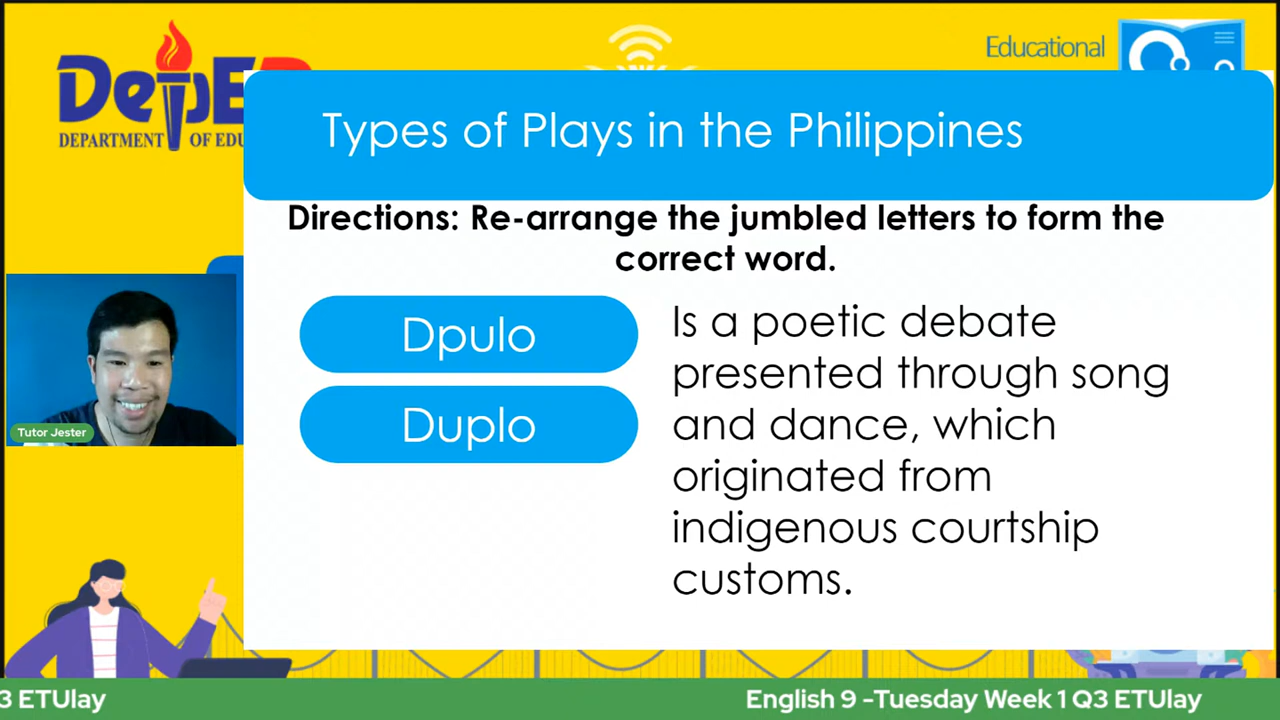 DepE
DEPARTMENT OF EDU
Educational
Types of Plays in the Philippines
Directions: Re-arrange the jumbled letters to form the
correct word.
Dpulo
Duplo
Is a poetic debate
presented through song
and dance, which
originated from
indigenous courtship
customs.
Tutor Jester
3 ETUlay
English 9 -Tuesday Week 1 Q3 ETUlay